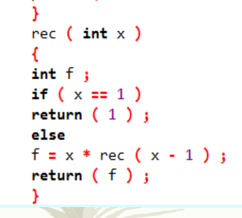 }
rec ( int x )
{
int f ;
if ( x == 1 )
return ( 1 ) ;
else
f = x * rec ( x - 1 ) ;
return ( f ) ;
}